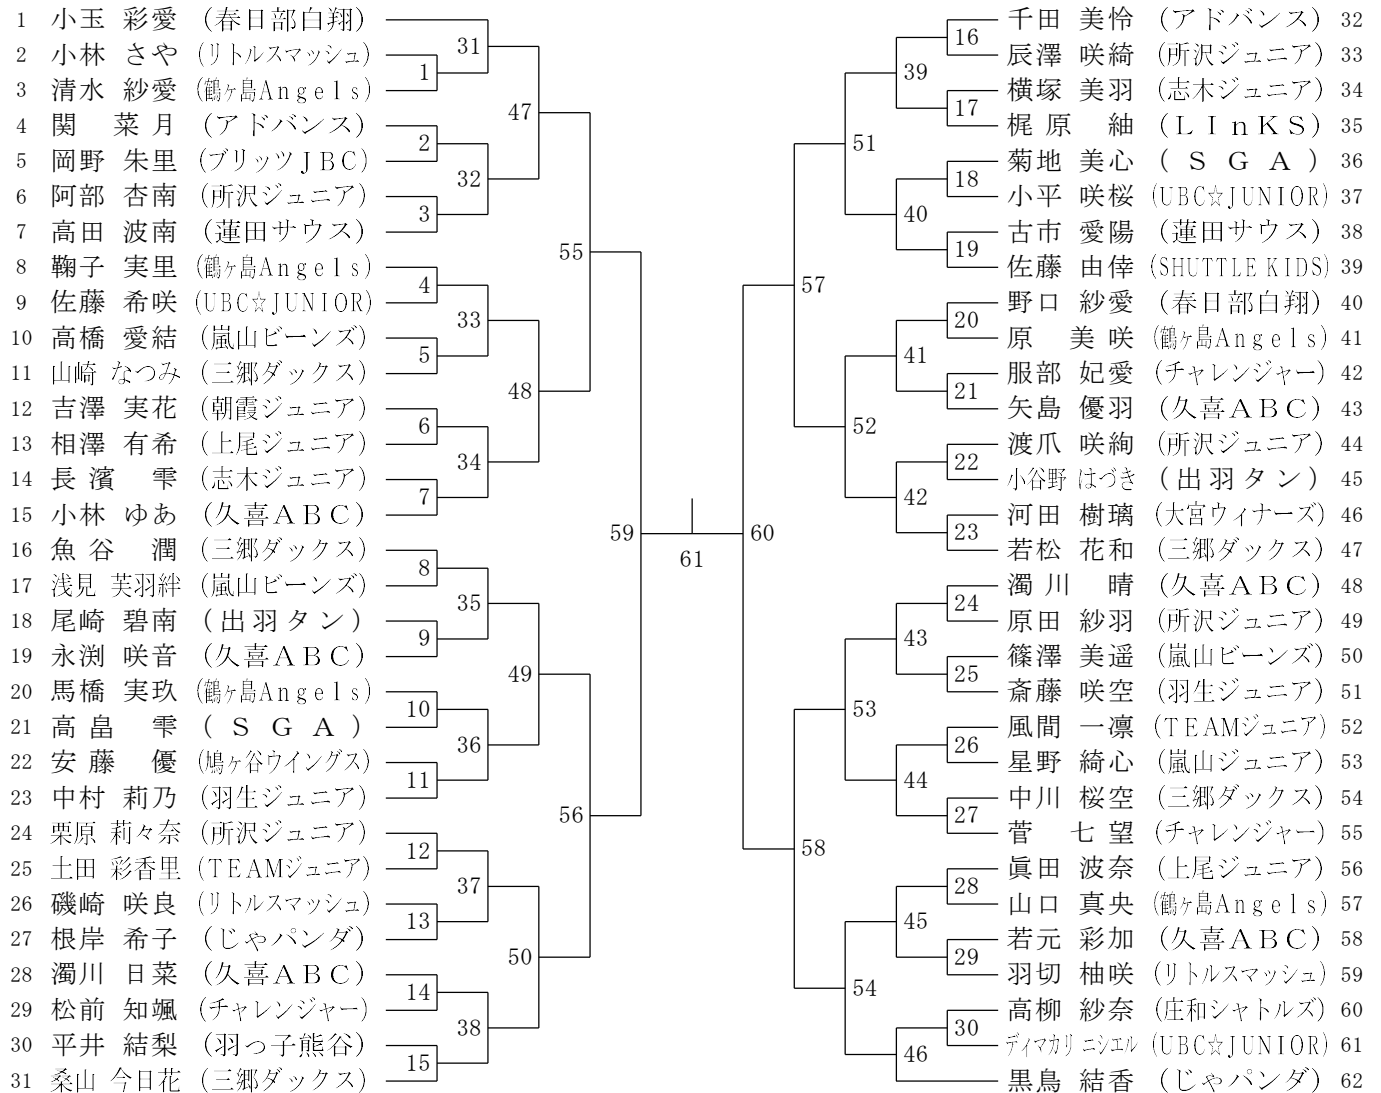 1 小玉 彩愛 (春日部白翔)
2 小林 さや (リトルスマッシュ)
3 清水 紗愛 (鶴ヶ島Angels)
4 関 菜月 (アドバンス)
5 岡野 朱里 (ブリッツJBC)
6 阿部 杏南 (所沢ジュニア)
7 高田 波南 (蓮田サウス)
8 鞠子 実里 (鶴ヶ島Angels)
9 佐藤 希咲 (UBC☆JUNIOR)
10 高橋 愛結 (嵐山ビーンズ)
11 山崎 なつみ (三郷ダックス)
12 吉澤 実花 (朝霞ジュニア)
13 相澤 有希 (上尾ジュニア)
14 長濱 雫 (志木ジュニア)
15 小林 ゆあ (久喜ABC)
16 魚谷 潤 (三郷ダックス)
17 浅見 芙羽絆 (嵐山ビーンズ)
18 尾崎 碧南 (出羽タン)
19 永渕 咲音 (久喜ABC)
20 馬橋 実玖 (鶴ヶ島Angels)
21 高畠 雫 (SGA)
22 安藤 優 (鳩ヶ谷ウイングス)
23 中村 莉乃 (羽生ジュニア)
24 栗原 莉々奈 (所沢ジュニア)
25 土田 彩香里 (TEAMジュニア)
26 磯崎 咲良 (リトルスマッシュ)
27 根岸 希子 (じゃパンダ)
28 濁川 日菜 (久喜ABC)
29 松前 知颯 (チャレンジャー)
30 平井 結梨 (羽っ子熊谷)
31 桑山 今日花 (三郷ダックス)
1
2
3
4
5
6
7
8
9
10
11
12
13
14
15
31
32
33
34
35
36
37
38
47
48
49
50
55
56
59
61
60
57
58
51
52
53
54
39
40
41
42
43
44
45
46
16
17
18
19
20
21
22
23
24
25
26
27
28
29
30
千田 美怜 (アドバンス) 32
辰澤 咲綺 (所沢ジュニア) 33
横塚 美羽 (志木ジュニア) 34
梶原 紬 (LInKS) 35
菊地 美心 (SGA) 36
小平 咲桜 (UBC☆JUNIOR) 37
古市 愛陽 (蓮田サウス) 38
佐藤 由倖 (SHUTTLE KIDS) 39
野口 紗愛 (春日部白翔) 40
原 美咲 (鶴ヶ島Angels) 41
服部 妃愛 (チャレンジャー) 42
矢島 優羽 (久喜ABC) 43
渡爪 咲絢 (所沢ジュニア) 44
小谷野 はづき (出羽タン) 45
河田 樹璃 (大宮ウィナーズ) 46
若松 花和 (三郷ダックス) 47
濁川 晴 (久喜ABC) 48
原田 紗羽 (所沢ジュニア) 49
篠澤 美遥 (嵐山ビーンズ) 50
斎藤 咲空 (羽生ジュニア) 51
風間 一凛 (TEAMジュニア) 52
星野 綺心 (嵐山ジュニア) 53
中川 桜空 (三郷ダックス) 54
菅 七望 (チャレンジャー) 55
眞田 波奈 (上尾ジュニア) 56
山口 真央 (鶴ヶ島Angels) 57
若元 彩加 (久喜ABC) 58
羽切 柚咲 (リトルスマッシュ) 59
高柳 紗奈 (庄和シャトルズ) 60
ディマカリ ニシエル (UBC☆JUNIOR) 61
黒鳥 結香 (じゃパンダ) 62